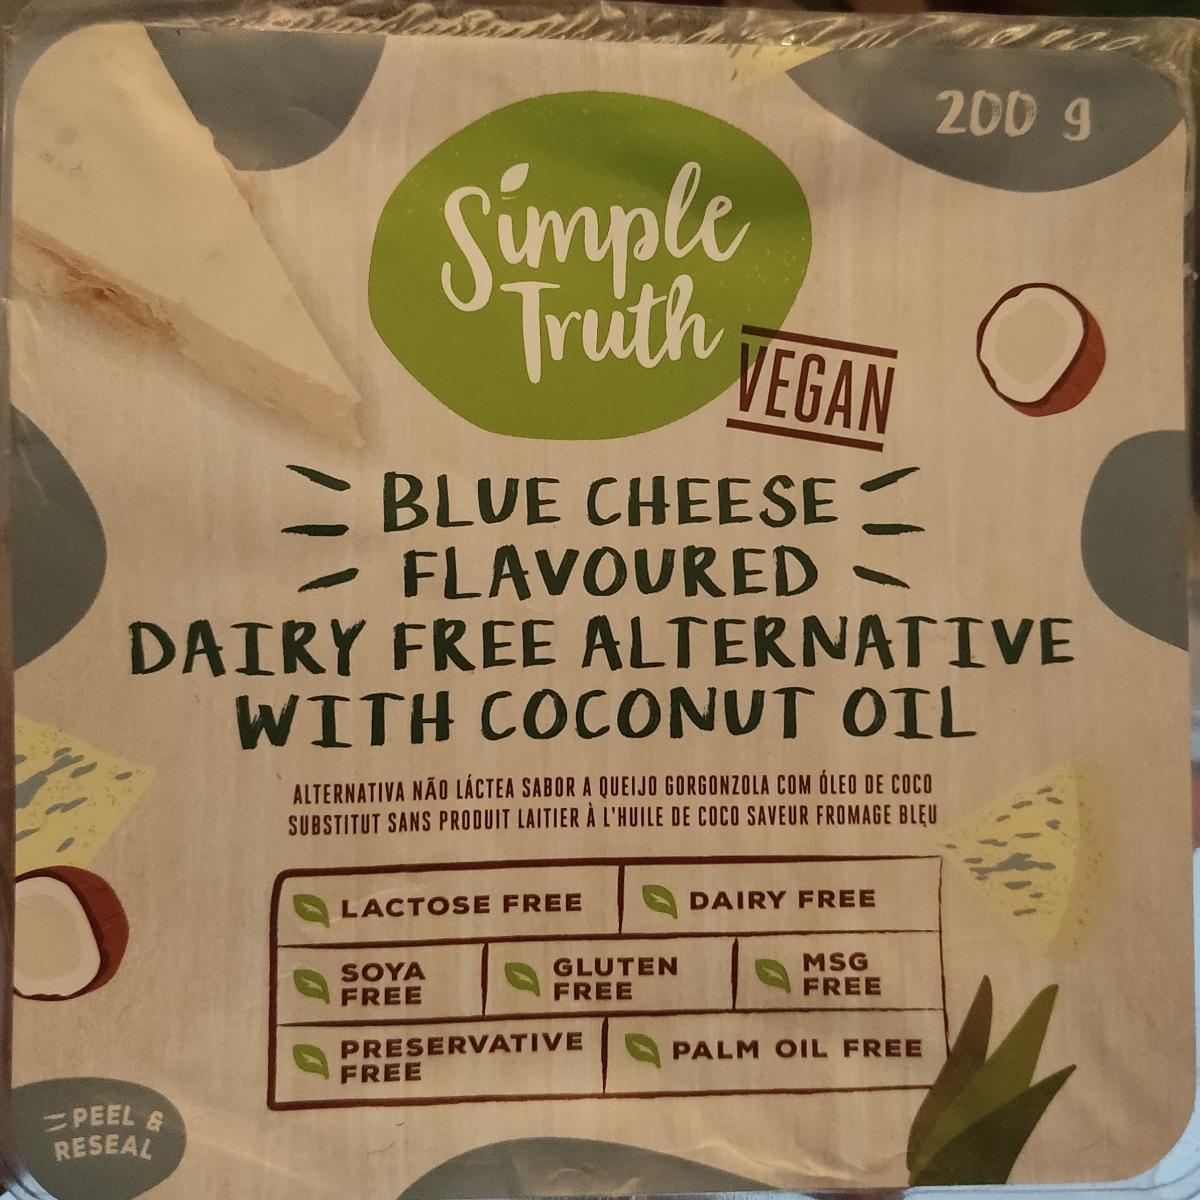 200 g
Simple
Truth
VEGAN
BLUE CHEESE
FLAVOURED
DAIRY FREE ALTERNATIVE
WITH COCONUT OIL
ALTERNATIVA NÃO LÁCTEA SABOR A QUEIJO GORGONZOLA COM ÓLEO DE COCO
SUBSTITUT SANS PRODUIT LAITIER À L'HUILE DE COCO SAVEUR FROMAGE BLEU
LACTOSE FREE
DAIRY FREE
SOYA
FREE
GLUTEN
FREE
MSG
FREE
PRESERVATIVE
FREE
PALM OIL FREE
PEEL &
RESEAL